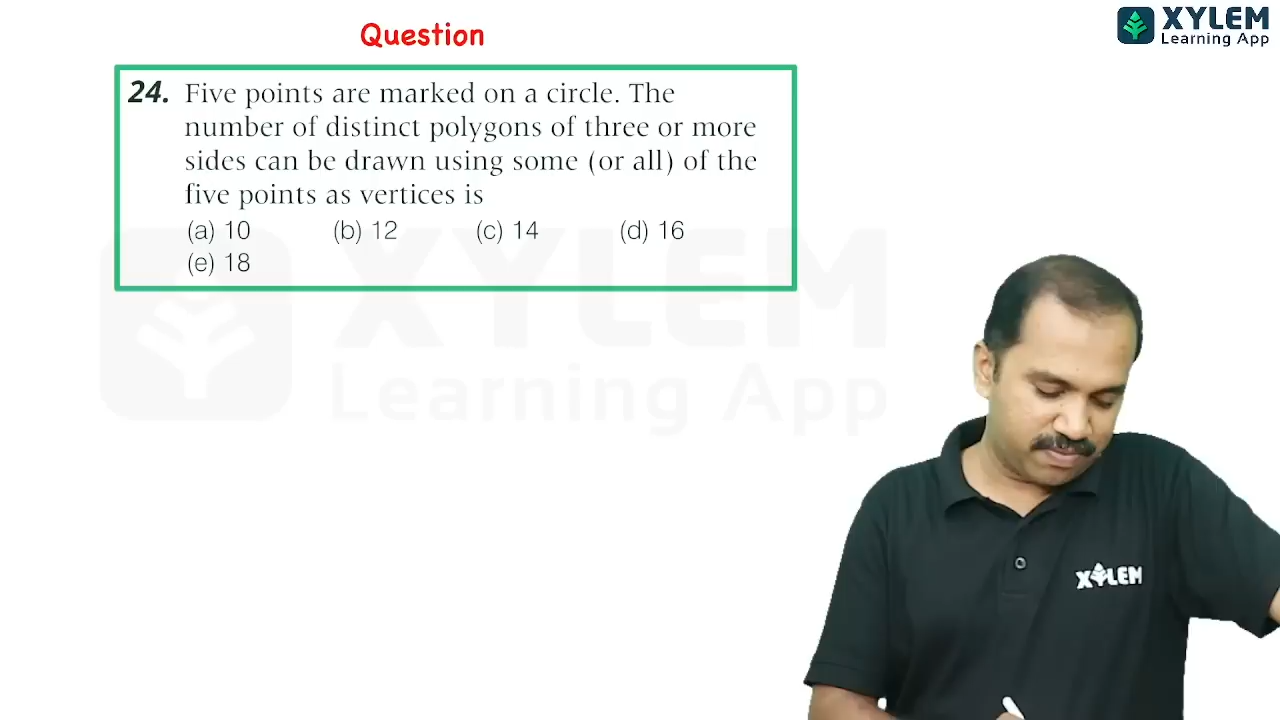 Question
XYLEM
Learning App
24. Five points are marked on a circle. The
number of distinct polygons of three or more
sides can be drawn using some (or all) of the
five points as vertices is
(a) 10 (b) 12 (c) 14 (d) 16
(e) 18
XYLEM
Learning App
XYLEM